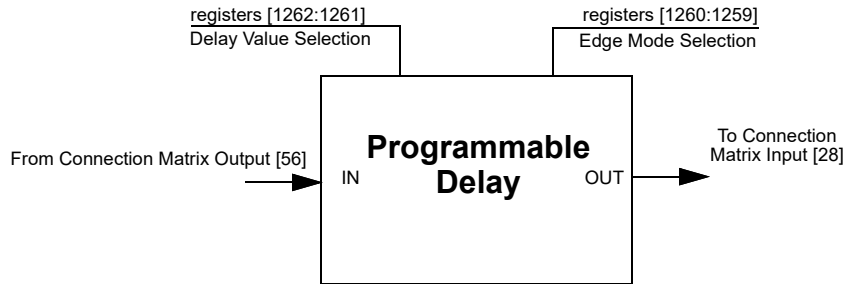 registers [1262:1261]
Delay Value Selection
registers [1260:1259]
Edge Mode Selection
From Connection Matrix Output [56]
IN
Programmable
Delay
OUT
To Connection
Matrix Input [28]